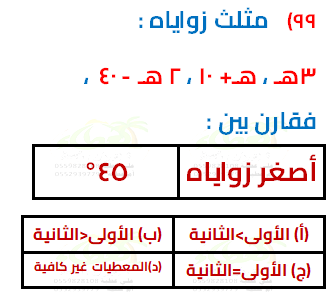 ٩٩) مثلث زواياه :
٣هـ ، هـ+ ١٠ ، ٢ هـ - ٤٠ ،
فقارن بين :
أصغر زواياه ٤٥°
(أ) الأولى>الثانية (ب) الأولى<الثانية
(ج) الأولى=الثانية (د)المعطيات غير كافية